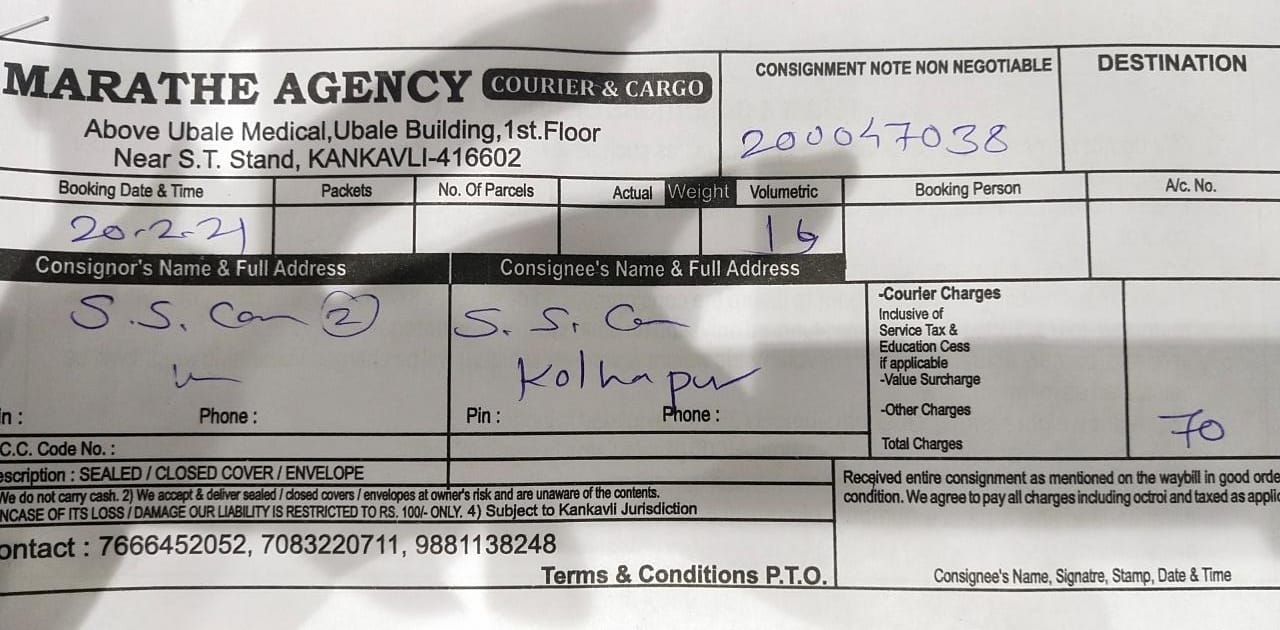 MARATHE AGENCY COURIER & CARGO
Above Ubale Medical,Ubale Building,1st.Floor
Near S.T. Stand, KANKAVLI-416602
CONSIGNMENT NOTE NON NEGOTIABLE
200047038
DESTINATION
Booking Date & Time Packets No. Of Parcels Actual Weight Volumetric Booking Person A/c. No.
20.2.21 16
Consignor's Name & Full Address Consignee's Name & Full Address
S.S. 2 S. S.
Kolhapur
in : Phone : Pin : Phone :
-Courier Charges
Inclusive of
Service Tax &
Education Cess
if applicable
-Value Surcharge
-Other Charges
Total Charges 70
C.C. Code No. :
escription : SEALED / CLOSED COVER / ENVELOPE
We do not carry cash. 2) We accept & deliver sealed / closed covers / envelopes at owner's risk and are unaware of the contents.
NCASE OF ITS LOSS / DAMAGE OUR LIABILITY IS RESTRICTED TO RS. 100/- ONLY. 4) Subject to Kankavli Jurisdiction
ontact : 7666452052, 7083220711, 9881138248
Terms & Conditions P.T.O.
Received entire consignment as mentioned on the waybill in good orde
condition. We agree to pay all charges including octroi and taxed as applic
Consignee's Name, Signatre, Stamp, Date & Time